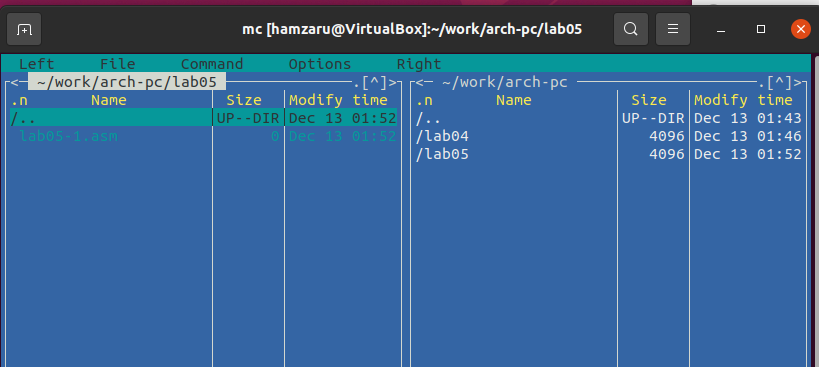 mc [hamzaru@VirtualBox]:~/work/arch-pc/lab05
Left File Command Options Right
<─ ~/work/arch-pc/lab05 ─.[^]>
.n Name Size Modify time
/.. UP--DIR Dec 13 01:52
lab05-1.asm 0 Dec 13 01:52
<─ ~/work/arch-pc ─.[^]>
.n Name Size Modify time
/.. UP--DIR Dec 13 01:43
/lab04 4096 Dec 13 01:46
/lab05 4096 Dec 13 01:52